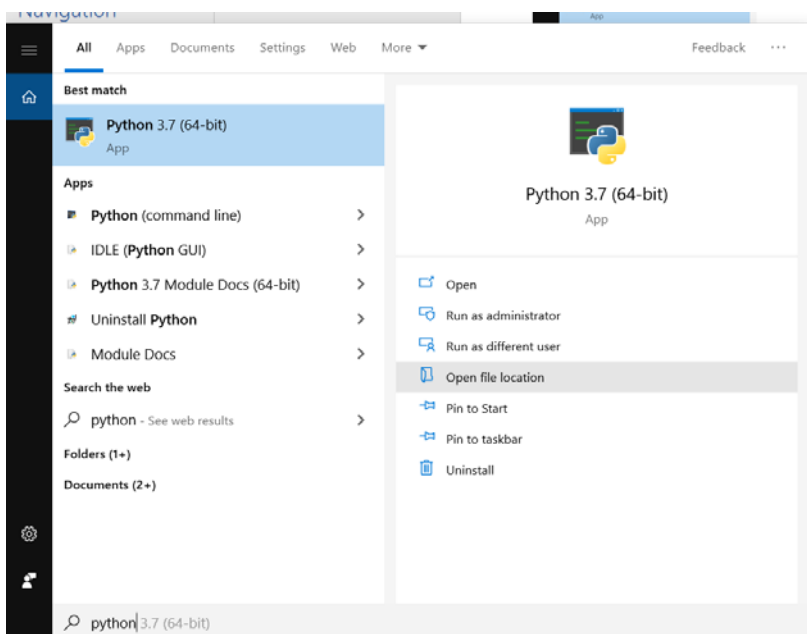 Navigation
App
All Apps Documents Settings Web More Feedback ...
Best match
Python 3.7 (64-bit)
App
Apps
Python (command line)
IDLE (Python GUI)
Python 3.7 Module Docs (64-bit)
Uninstall Python
Module Docs
Search the web
python - See web results
Folders (1+)
Documents (2+)
Python 3.7 (64-bit)
App
Open
Run as administrator
Run as different user
Open file location
Pin to Start
Pin to taskbar
Uninstall
python 3.7 (64-bit)